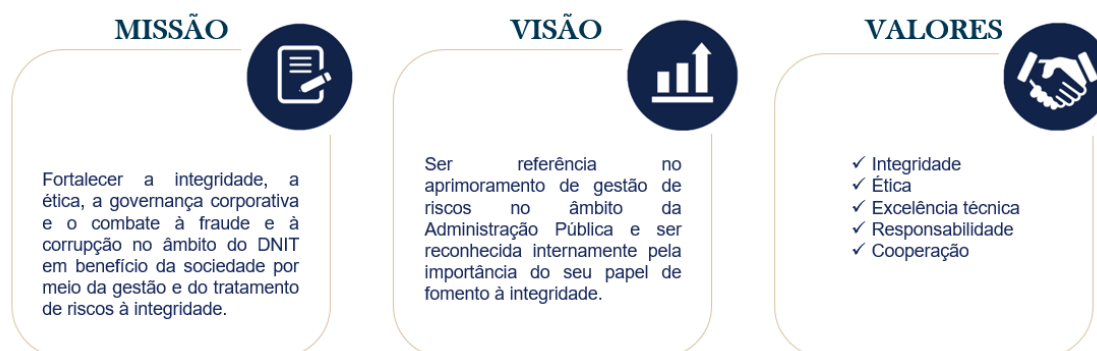 MISSÃO
Fortalecer a integridade, a
ética, a governança corporativa
e o combate à fraude e à
corrupção no âmbito do DNIT
em benefício da sociedade por
meio da gestão e do tratamento
de riscos à integridade.
VISÃO
Ser referência no
aprimoramento de gestão de
riscos no âmbito da
Administração Pública e ser
reconhecida internamente pela
importância do seu papel de
fomento à integridade.
VALORES
✓ Integridade
✓ Ética
✓ Excelência técnica
✓ Responsabilidade
✓ Cooperação